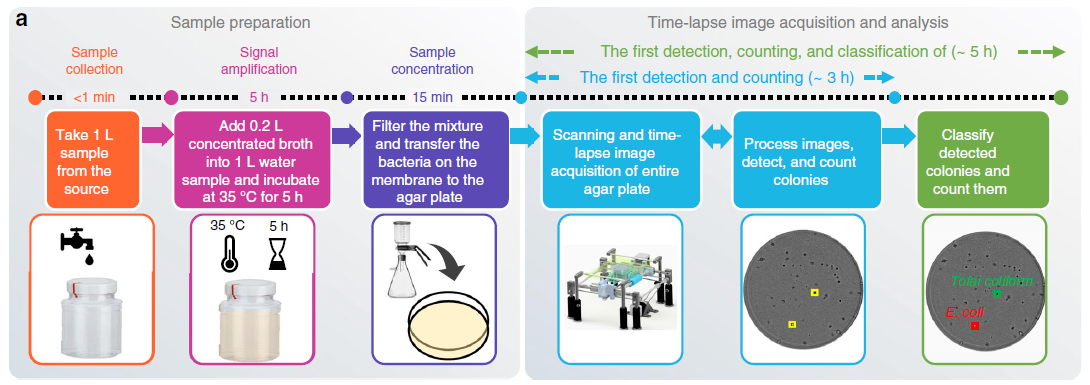 a
Sample preparation
Time-lapse image acquisition and analysis
Sample
collection
Signal
amplification
Sample
concentration
The first detection, counting, and classification of (~ 5 h)
The first detection and counting (~ 3 h)
<1 min
5 h
15 min
Take 1 L
sample
from the
source
Add 0.2 L
concentrated broth
into 1 L water
sample and incubate
at 35 °C for 5 h
Filter the mixture
and transfer the
bacteria on the
membrane to the
agar plate
Scanning and time-
lapse image
acquisition of entire
agar plate
Process images,
detect, and count
colonies
Classify
detected
colonies and
count them
35 °C
5 h
Total coliform
E. coli